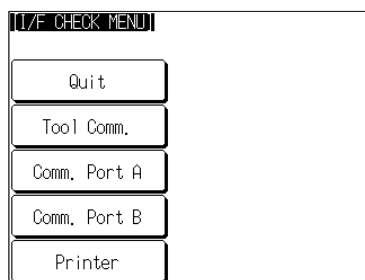 [I/F CHECK MENU]
Quit
Tool Comm.
Comm. Port A
Comm. Port B
Printer